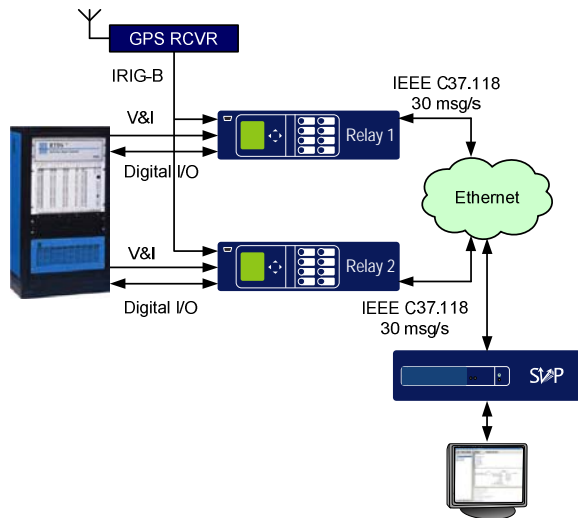 GPS RCVR
IRIG-B
IEEE C37.118
30 msg/s
V&I
Relay 1
Digital I/O
Ethernet
V&I
Relay 2
Digital I/O
IEEE C37.118
30 msg/s
SVP